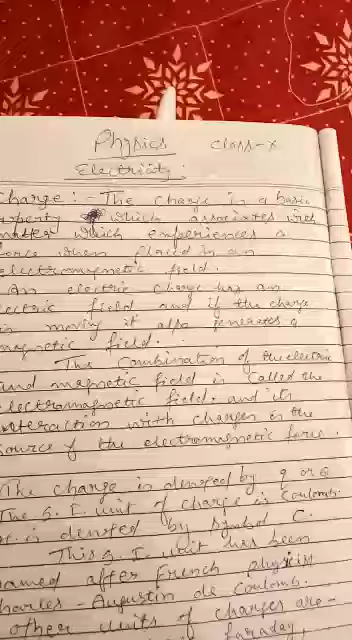 Physics class-X
Electricity:
Charge:- The charge is a basic
property which associates with
matter which experiences a
force when placed in an
electromagnetic field.
An electric charge has an
electric field and if the charge
is moving it also generates a
magnetic field.
The Combination of the electric
and magnetic field is called the
electromagnetic field. and its
interaction with charges is the
source of the electromagnetic force.
The charge is denoted by q or Q
The S.I. unit of charge is Coulomb.
It is denoted by symbol C.
This S.I. unit has been
named after French physicist
Charles-Augustin de Coulomb.
other units of charges are-
faraday,